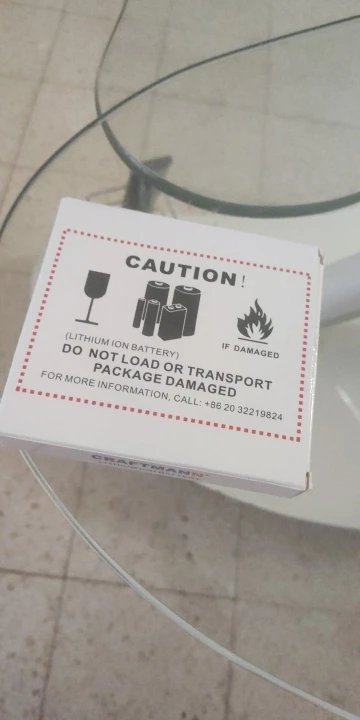 CAUTION!
(LITHIUM ION BATTERY)
IF DAMAGED
DO NOT LOAD OR TRANSPORT
PACKAGE DAMAGED
FOR MORE INFORMATION, CALL: +86 20 32219824
CRAFTMANN